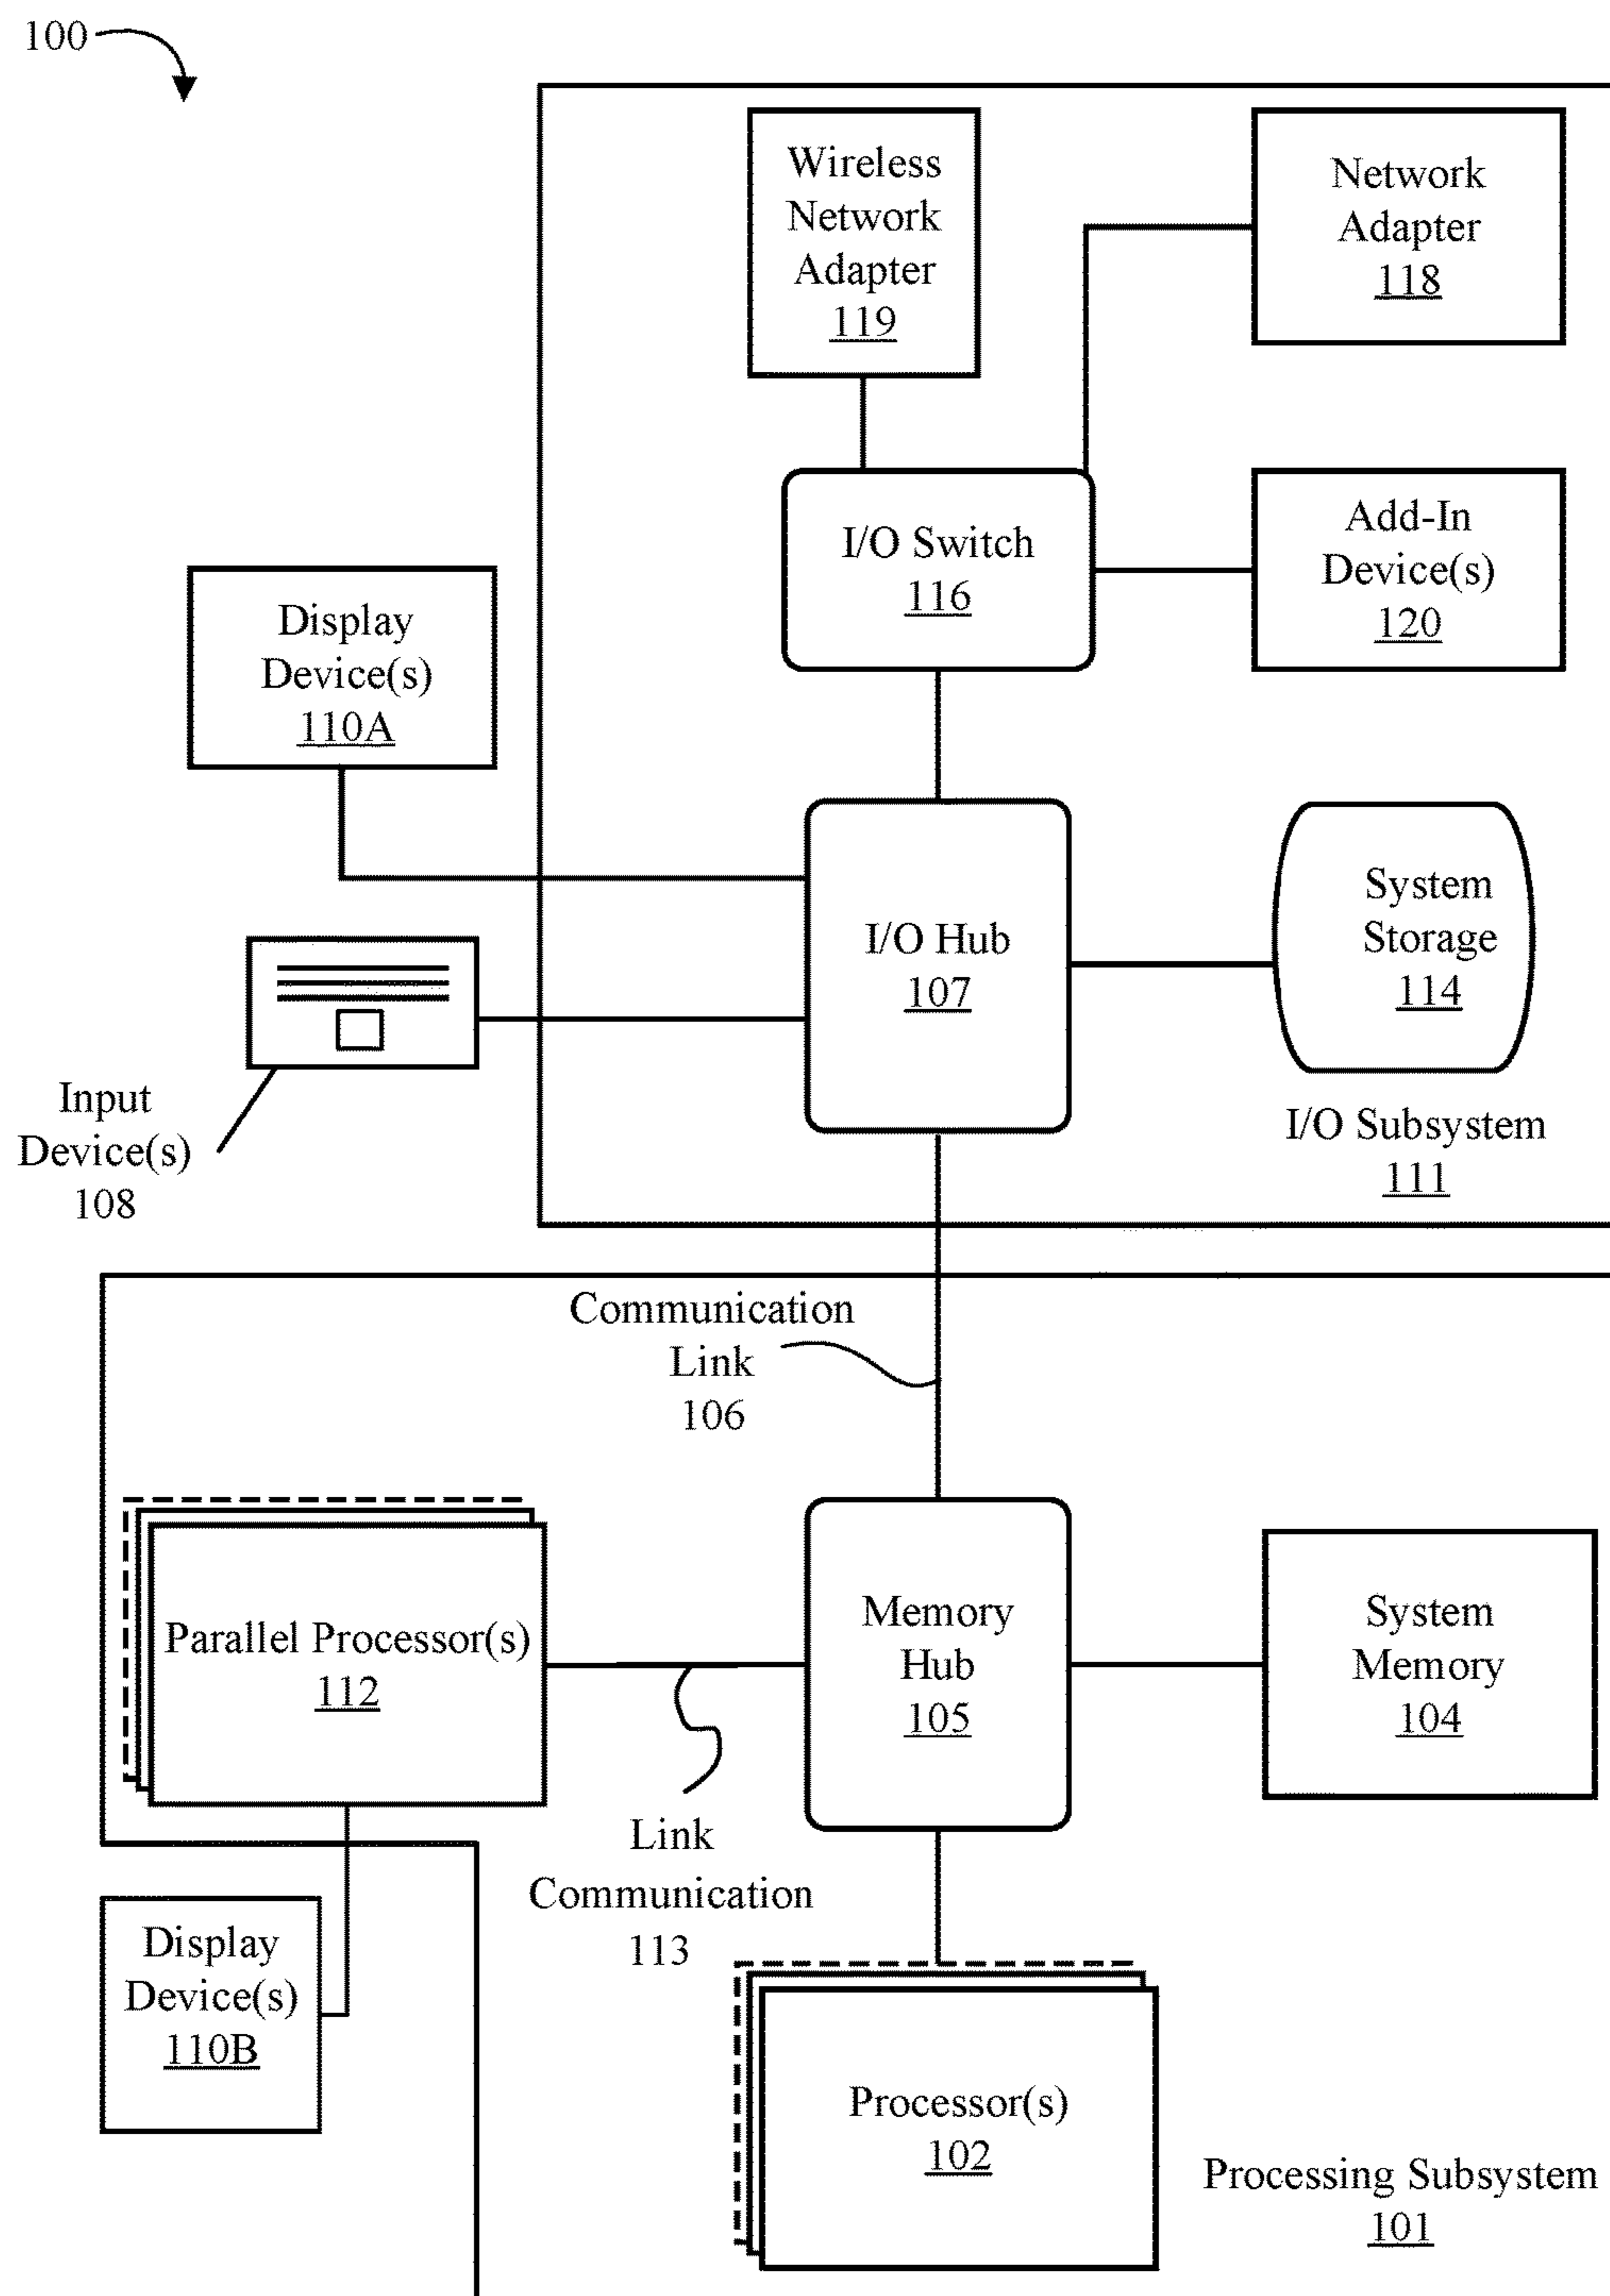 100
Wireless
Network
Adapter
119
Network
Adapter
118
I/O Switch
116
Add-In
Device(s)
120
Display
Device(s)
110A
I/O Hub
107
System
Storage
114
Input
Device(s)
108
I/O Subsystem
111
Communication
Link
106
Parallel Processor(s)
112
Memory
Hub
105
System
Memory
104
Link
Communication
113
Display
Device(s)
110B
Processor(s)
102
Processing Subsystem
101